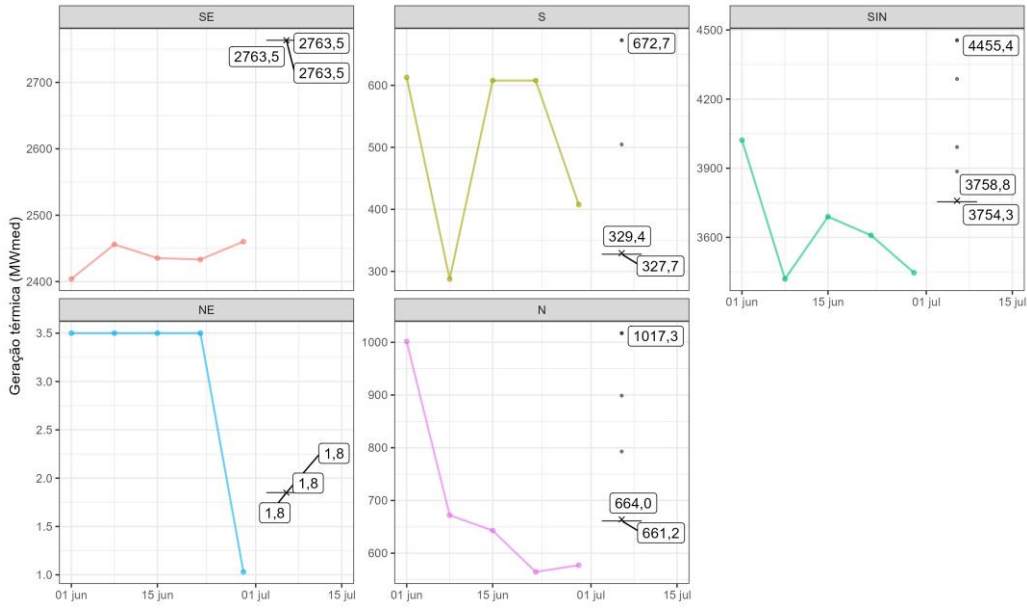 SE
2763,5
2763,5
2763,5
2700
2600
2500
2400
S
672,7
600
500
400
300
329,4
327,7
SIN
4500
4455,4
4200
3900
3758,8
3754,3
3600
01 jun
15 jun
01 jul
15 jul
Geração térmica (MWmed)
NE
3.5
3.0
2.5
2.0
1.5
1.0
1,8
1,8
1,8
01 jun
15 jun
01 jul
15 jul
N
1000
1017,3
900
800
700
664,0
661,2
600
01 jun
15 jun
01 jul
15 jul